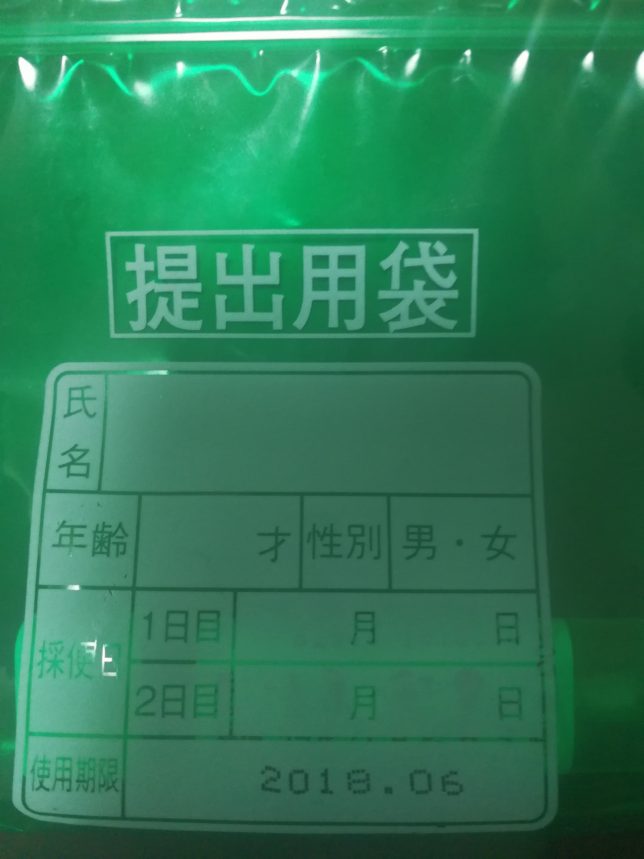 提出用袋
氏名
年齢 才 性別 男・女
採便日 1日目 月 日
2日目 月 日
使用期限 2018.06